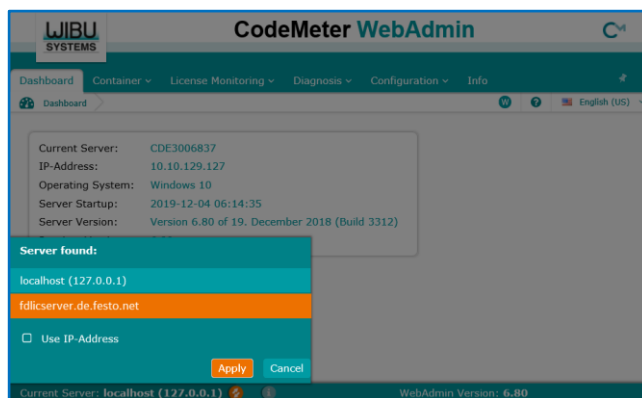 WIBU
SYSTEMS
CodeMeter WebAdmin
Dashboard Container License Monitoring Diagnosis Configuration Info
Dashboard W ? English (US)
Current Server: CDE3006837
IP-Address: 10.10.129.127
Operating System: Windows 10
Server Startup: 2019-12-04 06:14:35
Server Version: Version 6.80 of 19. December 2018 (Build 3312)
Server found:
localhost (127.0.0.1)
fdlicserver.de.festo.net
Use IP-Address
Apply Cancel
Current Server: localhost (127.0.0.1) WebAdmin Version: 6.80